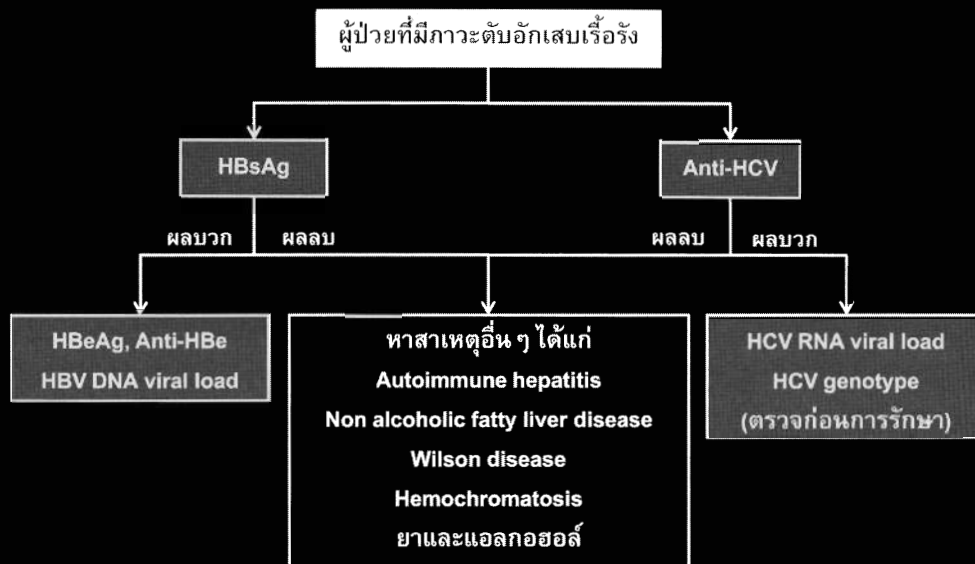 ผู้ป่วยที่มีภาวะตับอักเสบเรื้อรัง
HBsAg
Anti-HCV
ผลบวก ผลลบ
ผลลบ ผลบวก
HBeAg, Anti-HBe
HBV DNA viral load
หาสาเหตุอื่น ๆ ได้แก่
Autoimmune hepatitis
Non alcoholic fatty liver disease
Wilson disease
Hemochromatosis
ยาและแอลกอฮอล์
HCV RNA viral load
HCV genotype
(ตรวจก่อนการรักษา)